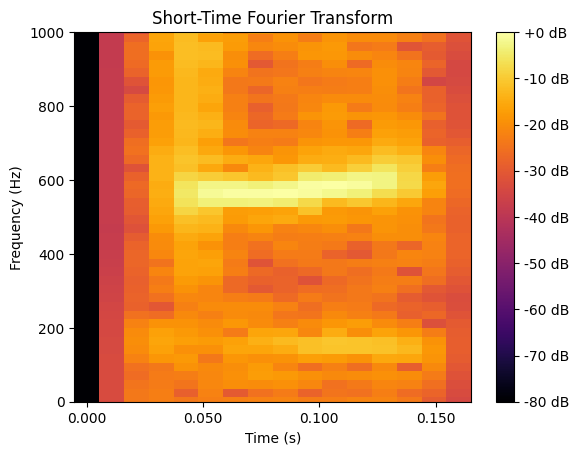 Short-Time Fourier Transform
Frequency (Hz)
1000
800
600
400
200
0
0.000 0.050 0.100 0.150
Time (s)
+0 dB
-10 dB
-20 dB
-30 dB
-40 dB
-50 dB
-60 dB
-70 dB
-80 dB